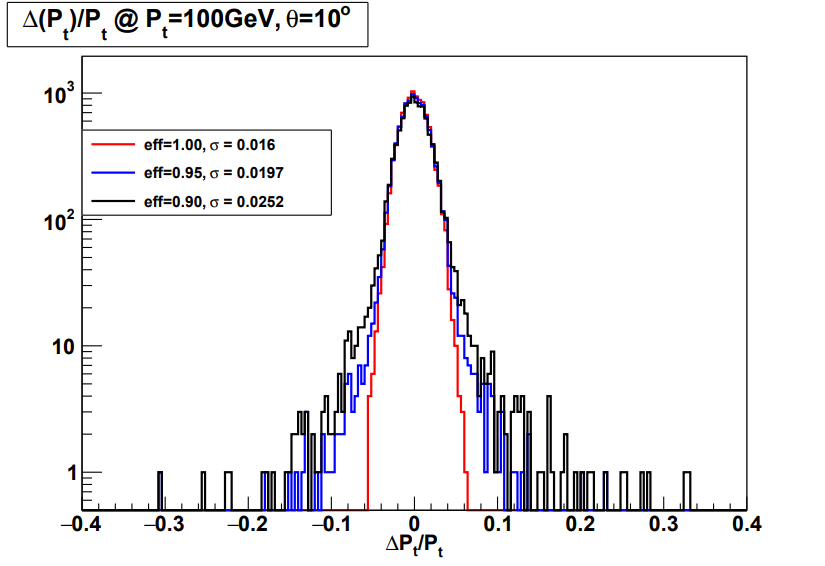 Δ(Pt)/Pt @ Pt=100GeV, θ=10°
10³
eff=1.00, σ = 0.016
eff=0.95, σ = 0.0197
eff=0.90, σ = 0.0252
10²
10
1
−0.4 −0.3 −0.2 −0.1 0 0.1 0.2 0.3 0.4
ΔPt/Pt